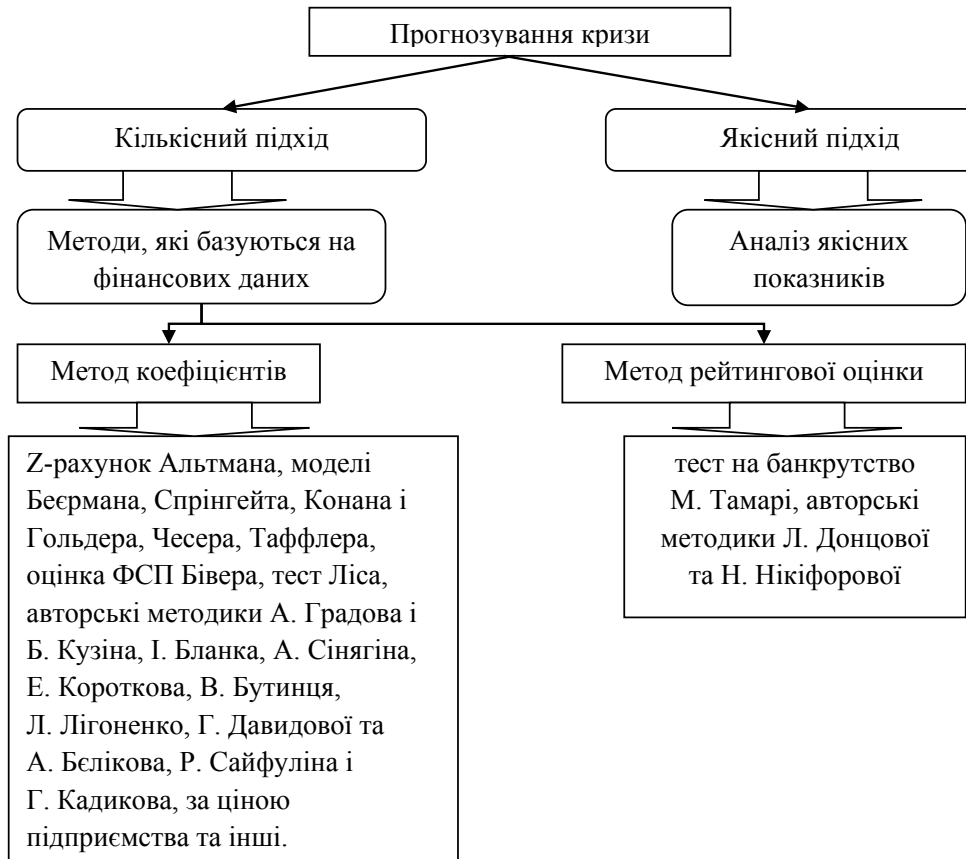 Прогнозування кризи
Кількісний підхід
Якісний підхід
Методи, які базуються на
фінансових даних
Аналіз якісних
показників
Метод коефіцієнтів
Метод рейтингової оцінки
Z-рахунок Альтмана, моделі
Беєрмана, Спрінгейта, Конана і
Гольдера, Чесера, Таффлера,
оцінка ФСП Бівера, тест Ліса,
авторські методики А. Градова і
Б. Кузіна, І. Бланка, А. Сінягіна,
Е. Короткова, В. Бутинця,
Л. Лігоненко, Г. Давидової та
А. Бєлікова, Р. Сайфуліна і
Г. Кадикова, за ціною
підприємства та інші.
тест на банкрутство
М. Тамарі, авторські
методики Л. Донцової
та Н. Нікіфорової